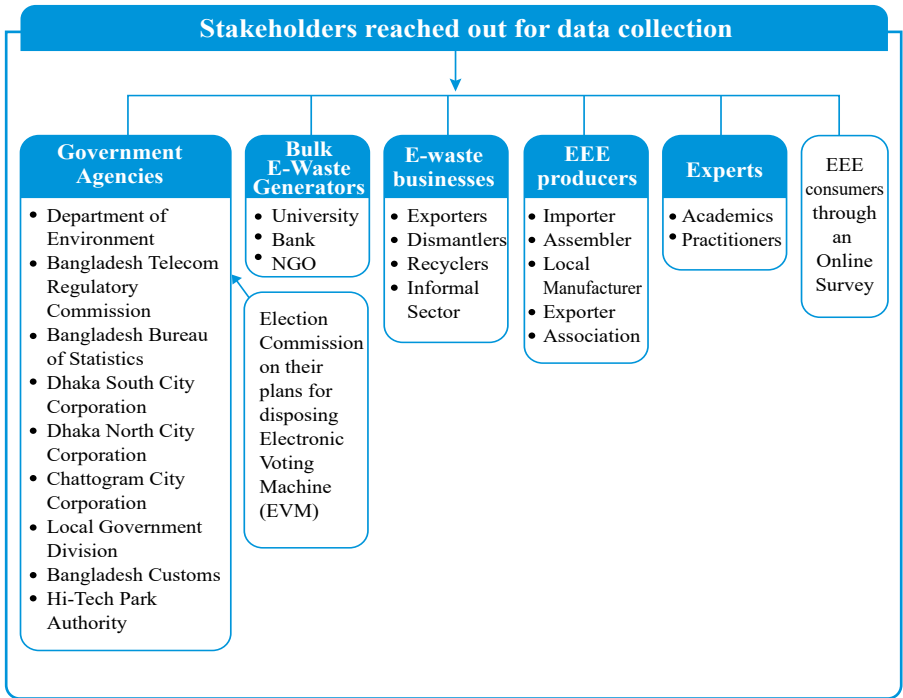 Stakeholders reached out for data collection
Government
Agencies
• Department of
Environment
• Bangladesh Telecom
Regulatory
Commission
• Bangladesh Bureau
of Statistics
• Dhaka South City
Corporation
• Dhaka North City
Corporation
• Chattogram City
Corporation
• Local Government
Division
• Bangladesh Customs
• Hi-Tech Park
Authority
Bulk
E-Waste
Generators
• University
• Bank
• NGO
Election
Commission
on their
plans for
disposing
Electronic
Voting
Machine
(EVM)
E-waste
businesses
• Exporters
• Dismantlers
• Recyclers
• Informal
Sector
EEE
producers
• Importer
• Assembler
• Local
Manufacturer
• Exporter
• Association
Experts
• Academics
• Practitioners
EEE
consumers
through
an
Online
Survey